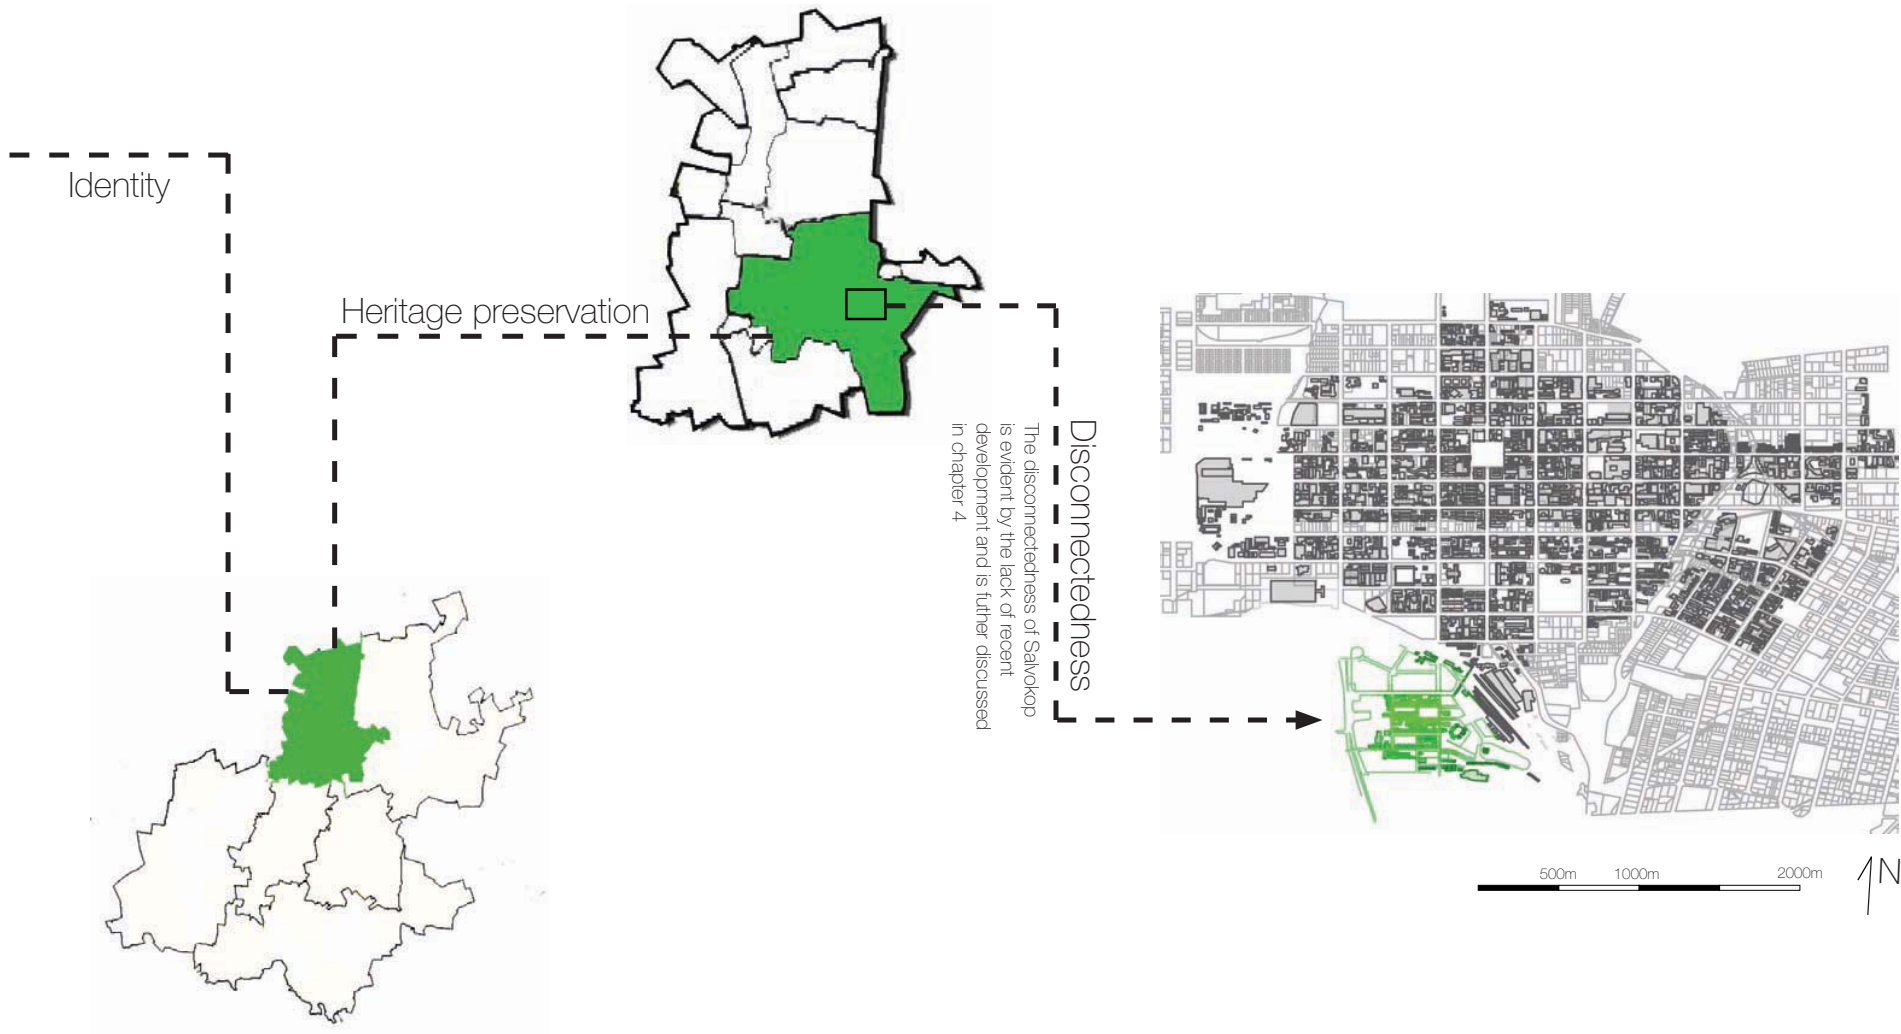 Identity
Heritage preservation
Disconnectedness
The disconnectedness of Salvokop
is evident by the lack of recent
development and is futher discussed
in chapter 4
500m 1000m 2000m
N